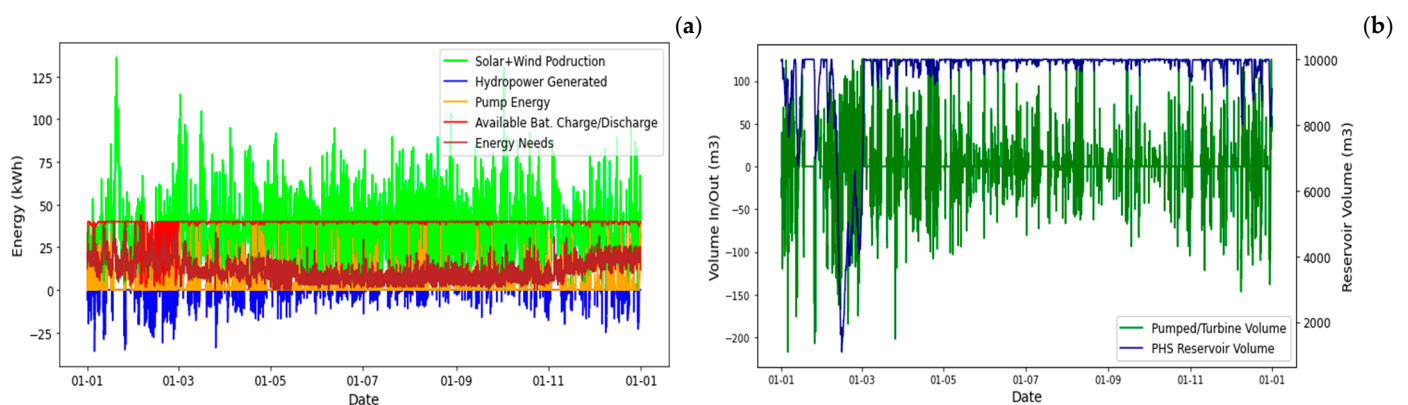 (a)
Energy (kWh)
125
100
75
50
25
0
−25
Solar+Wind Podruction
Hydropower Generated
Pump Energy
Available Bat. Charge/Discharge
Energy Needs
01-01
01-03
01-05
01-07
01-09
01-11
01-01
Date
(b)
Volume In/Out (m3)
100
50
0
−50
−100
−150
−200
Pumped/Turbine Volume
PHS Reservoir Volume
10000
8000
6000
4000
2000
Reservoir Volume (m3)
01-01
01-03
01-05
01-07
01-09
01-11
01-01
Date